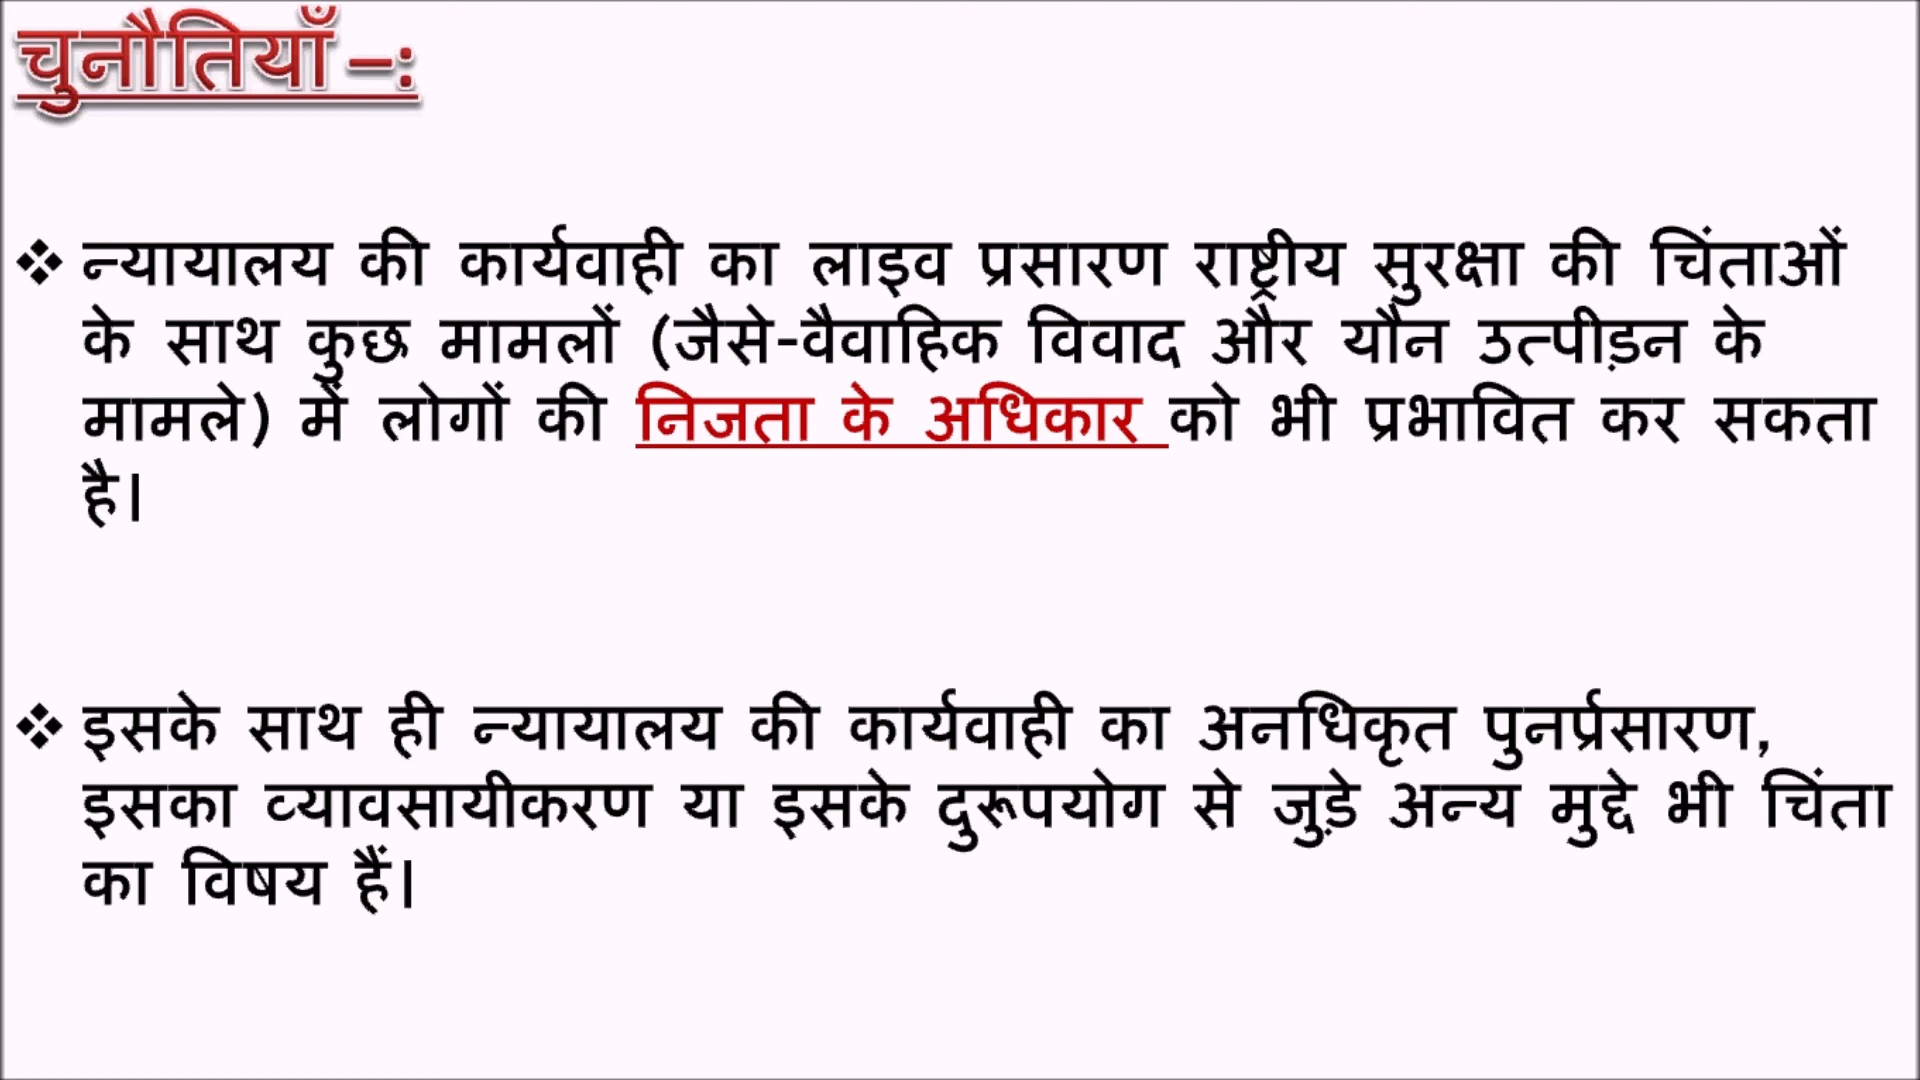 चुनौतियाँ –:
❖ न्यायालय की कार्यवाही का लाइव प्रसारण राष्ट्रीय सुरक्षा की चिंताओं
के साथ कुछ मामलों (जैसे-वैवाहिक विवाद और यौन उत्पीड़न के
मामले) में लोगों की निजता के अधिकार को भी प्रभावित कर सकता
है।
❖ इसके साथ ही न्यायालय की कार्यवाही का अनधिकृत पुनर्प्रसारण,
इसका व्यावसायीकरण या इसके दुरूपयोग से जुड़े अन्य मुद्दे भी चिंता
का विषय हैं।